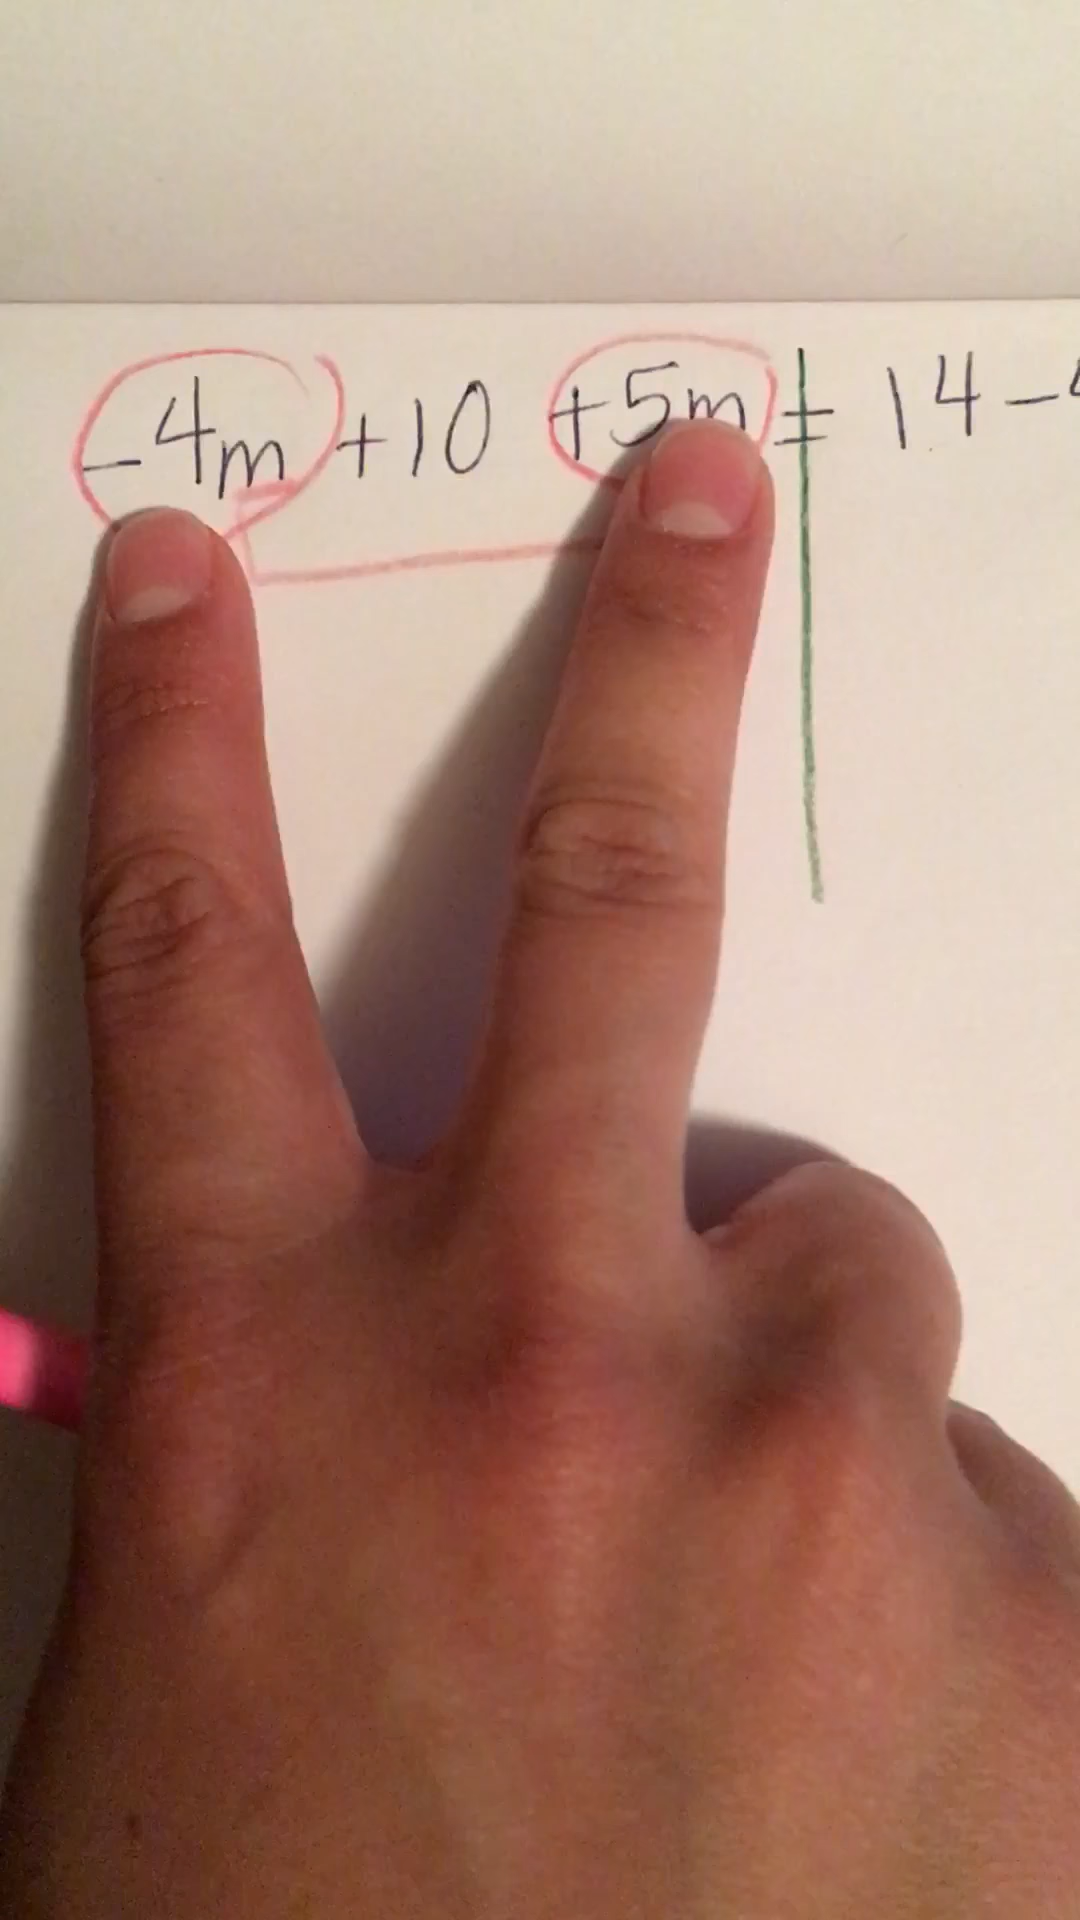 -4m +10 +5m = 14 -